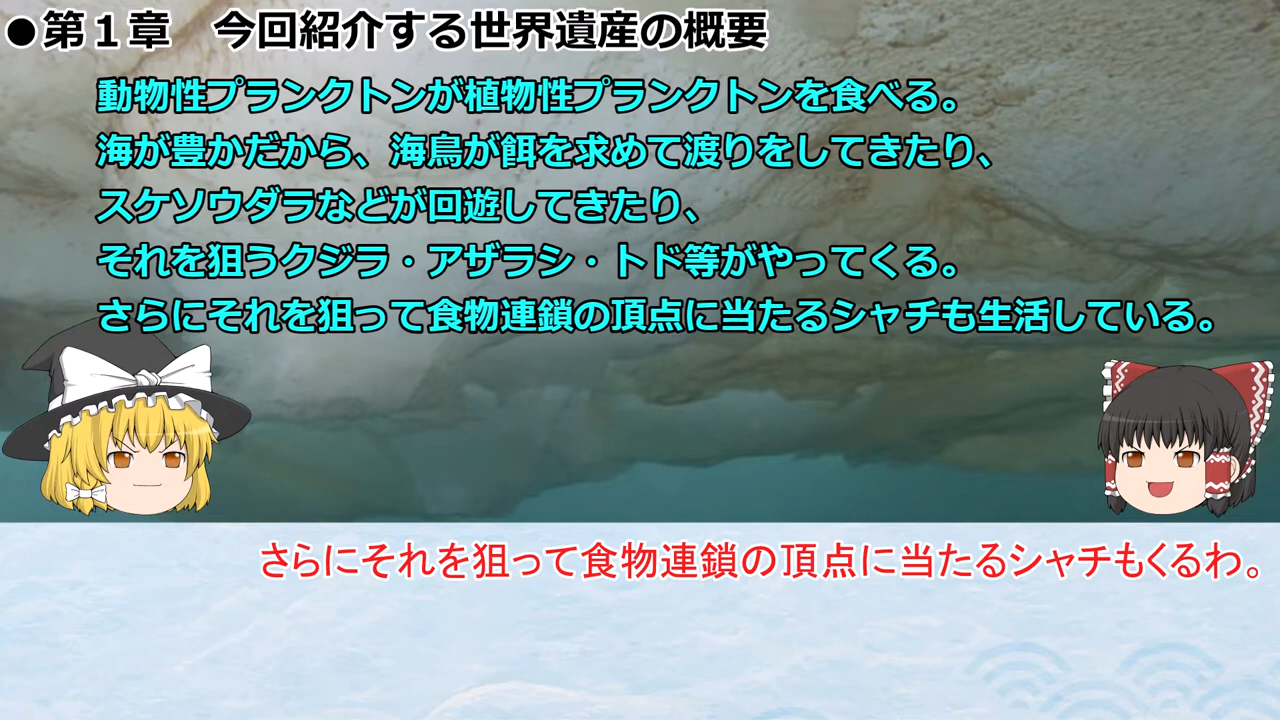 ●第１章　今回紹介する世界遺産の概要
動物性プランクトンが植物性プランクトンを食べる。
海が豊かだから、海鳥が餌を求めて渡りをしてきたり、
スケソウダラなどが回遊してきたり、
それを狙うクジラ・アザラシ・トド等がやってくる。
さらにそれを狙って食物連鎖の頂点に当たるシャチも生活している。
さらにそれを狙って食物連鎖の頂点に当たるシャチもくるわ。